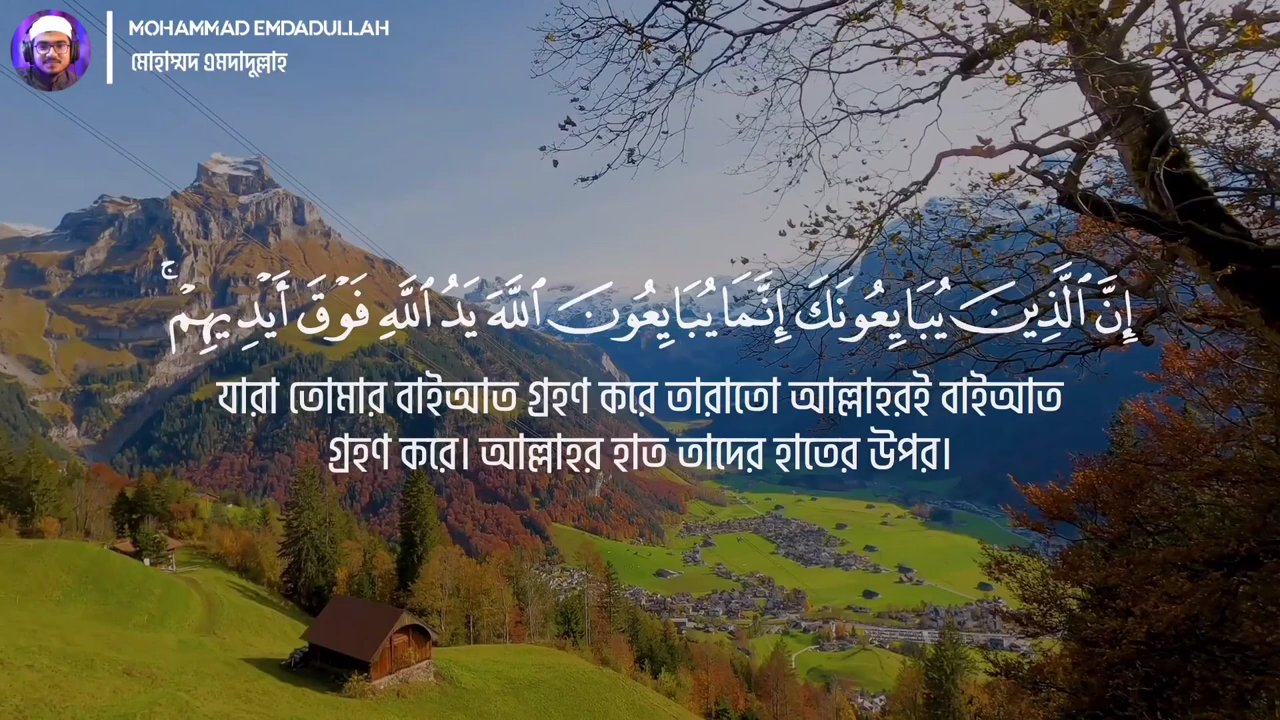 MOHAMMAD EMDADULLAH
মোহাম্মদ এমদাদুল্লাহ
إِنَّ ٱلَّذِينَ يُبَايِعُونَكَ إِنَّمَا يُبَايِعُونَ ٱللَّهَ يَدُ ٱللَّهِ فَوْقَ أَيْدِيهِمْۚ
যারা তোমার বাইআত গ্রহণ করে তারাতো আল্লাহরই বাইআত
গ্রহণ করে। আল্লাহর হাত তাদের হাতের উপর।